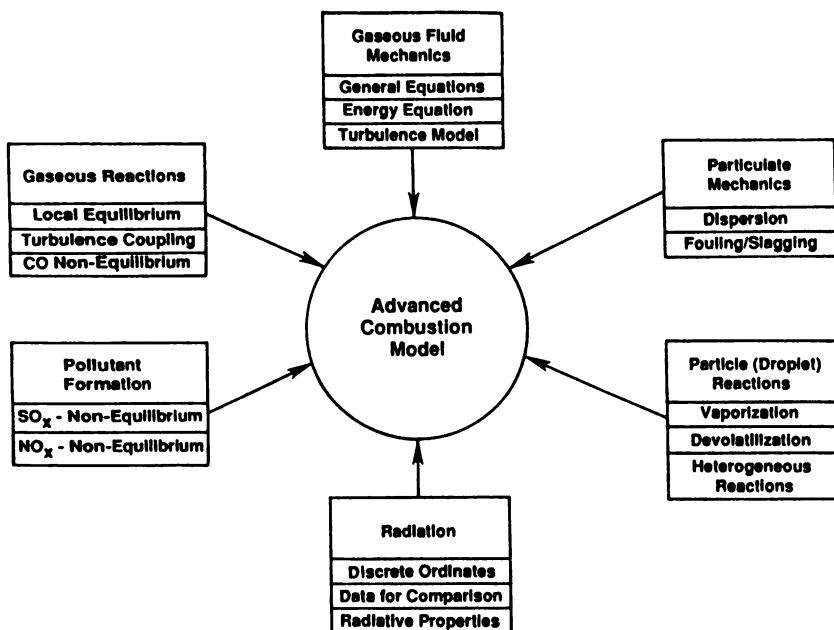 Gaseous Fluid
Mechanics
General Equations
Energy Equation
Turbulence Model
Gaseous Reactions
Local Equilibrium
Turbulence Coupling
CO Non-Equilibrium
Particulate
Mechanics
Dispersion
Fouling/Slagging
Advanced
Combustion
Model
Pollutant
Formation
SOx - Non-Equilibrium
NOx - Non-Equilibrium
Particle (Droplet)
Reactions
Vaporization
Devolatilization
Heterogeneous
Reactions
Radiation
Discrete Ordinates
Data for Comparison
Radiative Properties